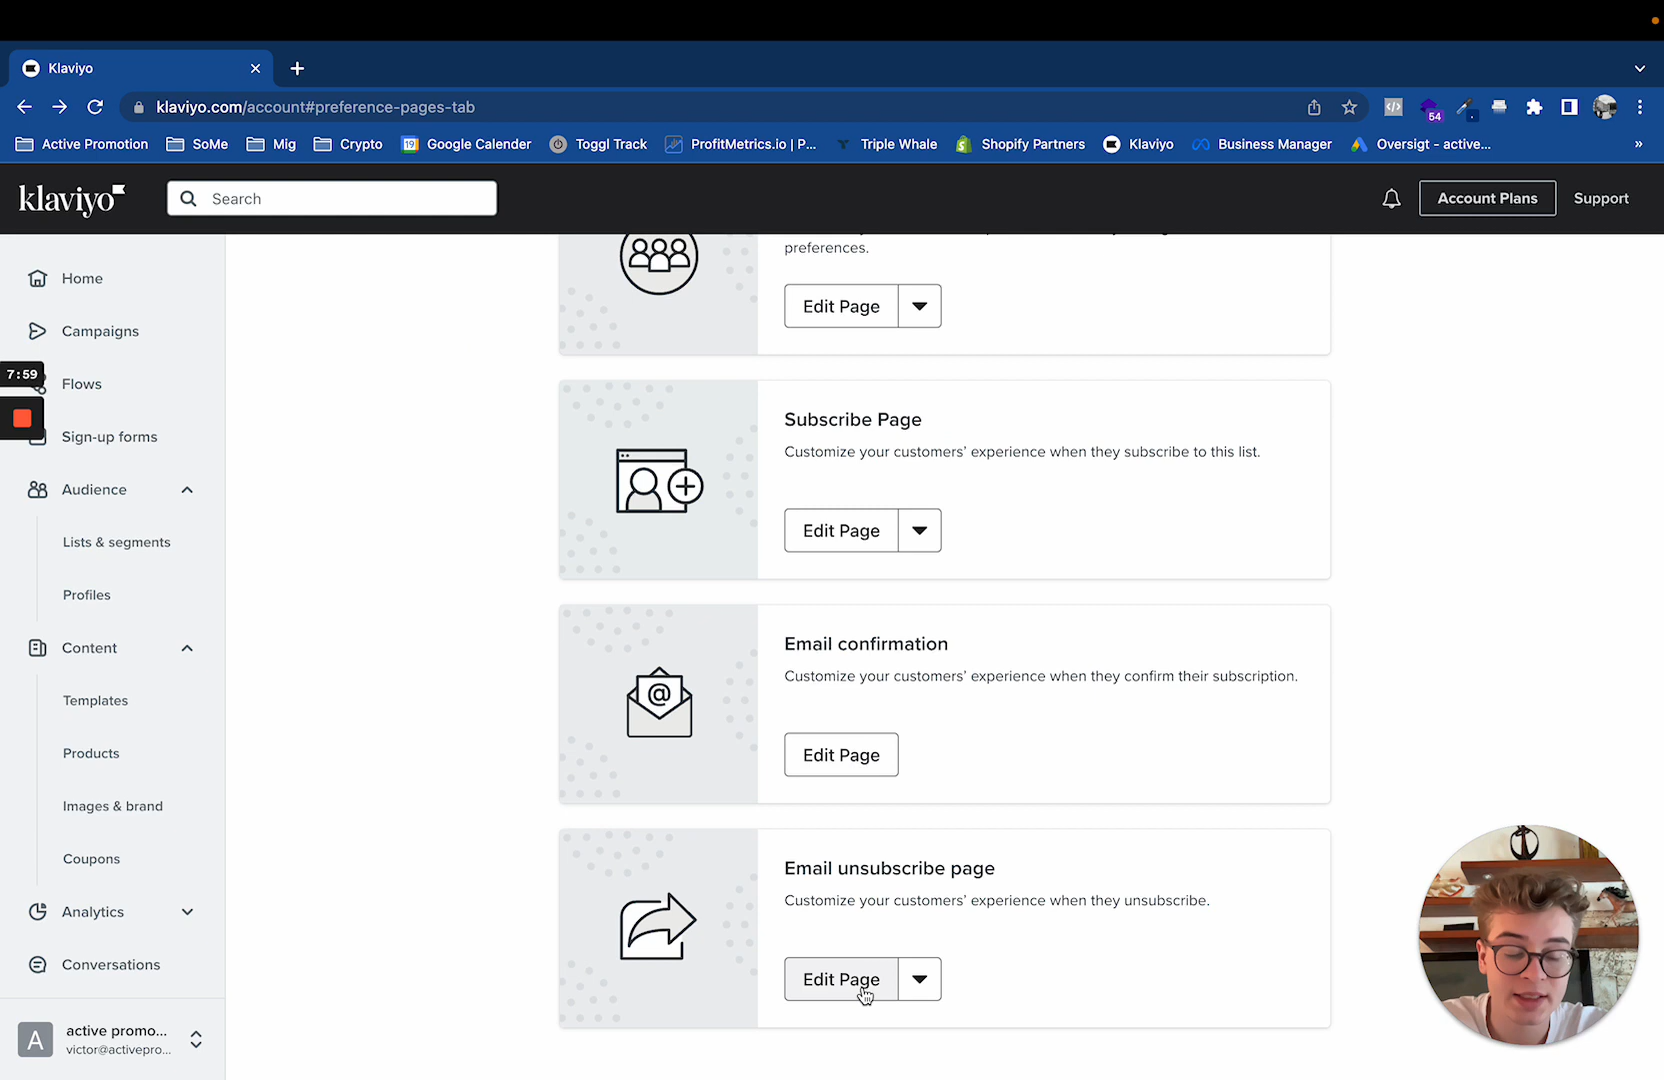 Klaviyo
klaviyo.com/account#preference-pages-tab
54
Active Promotion
SoMe
Mig
Crypto
19
Google Calender
Toggl Track
ProfitMetrics.io | P...
Triple Whale
Shopify Partners
Klaviyo
Business Manager
Oversigt - active...
»
klaviyo
Search
Account Plans
Support
Home
Campaigns
7:59
Flows
Sign-up forms
Audience
Lists & segments
Profiles
Content
Templates
Products
Images & brand
Coupons
Analytics
Conversations
A
active promo...
victor@activepro...
preferences.
Edit Page
Subscribe Page
Customize your customers' experience when they subscribe to this list.
Edit Page
Email confirmation
Customize your customers' experience when they confirm their subscription.
Edit Page
Email unsubscribe page
Customize your customers' experience when they unsubscribe.
Edit Page